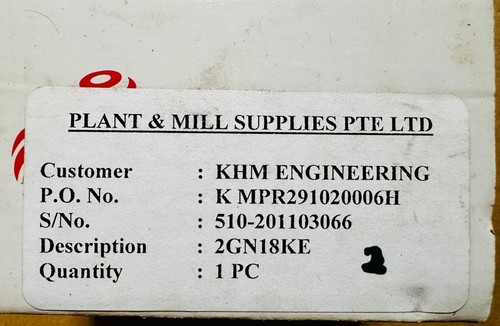 PLANT & MILL SUPPLIES PTE LTD
Customer : KHM ENGINEERING
P.O. No. : K MPR291020006H
S/No. : 510-201103066
Description : 2GN18KE
Quantity : 1 PC